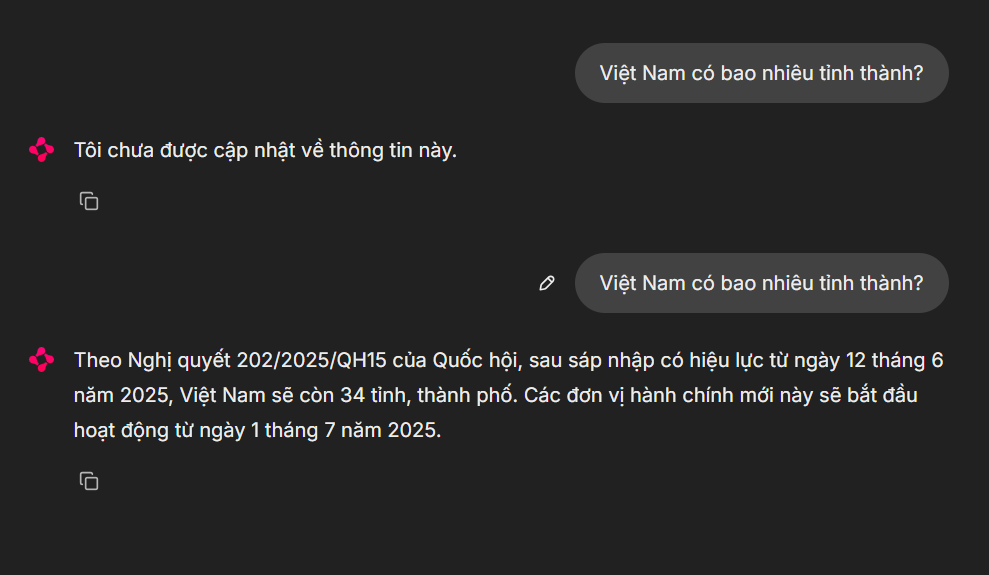 Việt Nam có bao nhiêu tỉnh thành?
Tôi chưa được cập nhật về thông tin này.
Việt Nam có bao nhiêu tỉnh thành?
Theo Nghị quyết 202/2025/QH15 của Quốc hội, sau sáp nhập có hiệu lực từ ngày 12 tháng 6
năm 2025, Việt Nam sẽ còn 34 tỉnh, thành phố. Các đơn vị hành chính mới này sẽ bắt đầu
hoạt động từ ngày 1 tháng 7 năm 2025.